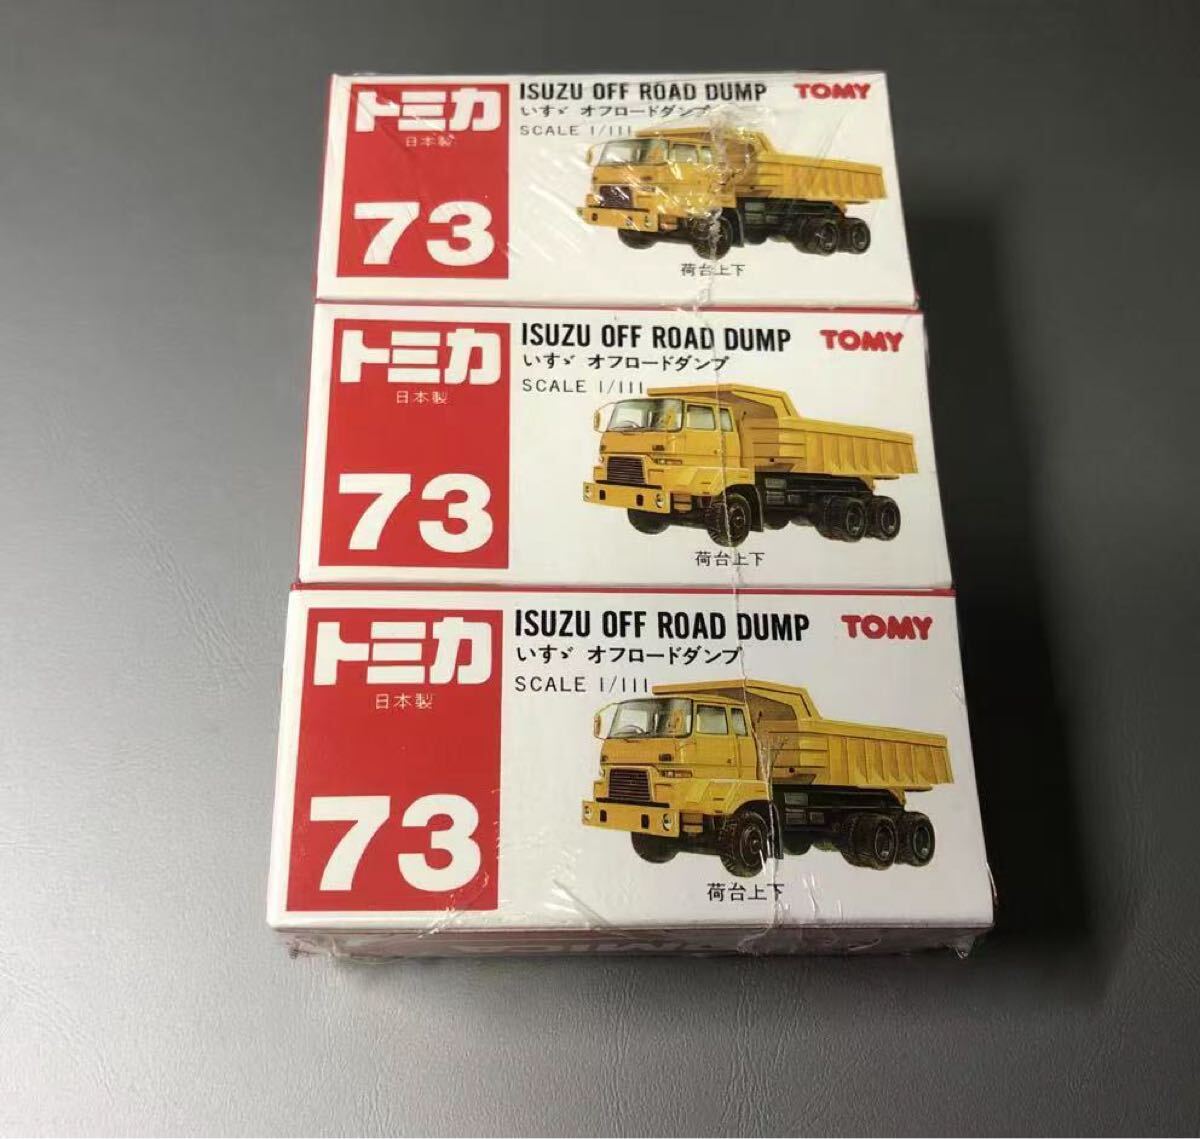 トミカ
日本製
73
ISUZU OFF ROAD DUMP
いすゞ オフロードダンプ
SCALE 1/111
TOMY
荷台上下
トミカ
日本製
73
ISUZU OFF ROAD DUMP
いすゞ オフロードダンプ
SCALE 1/111
TOMY
荷台上下
トミカ
日本製
73
ISUZU OFF ROAD DUMP
いすゞ オフロードダンプ
SCALE 1/111
TOMY
荷台上下